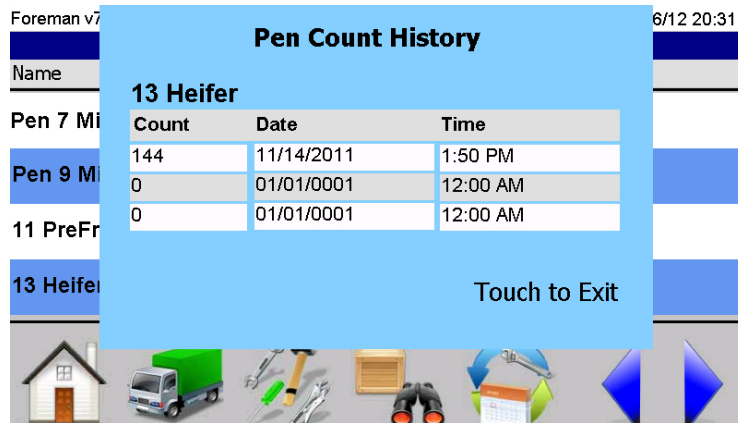 Foreman v7 6/12 20:31
Pen Count History
Name
13 Heifer
Pen 7 Mi
Count Date Time
144 11/14/2011 1:50 PM
Pen 9 Mi
0 01/01/0001 12:00 AM
0 01/01/0001 12:00 AM
11 PreFr
13 Heifer
Touch to Exit